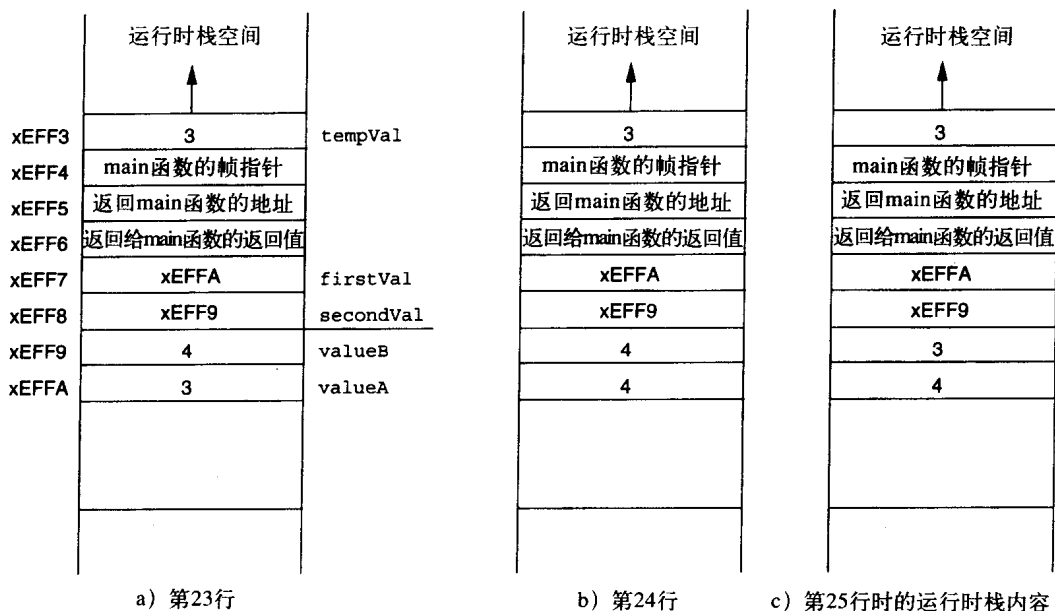 运行时栈空间 运行时栈空间 运行时栈空间
xEFF3 3 tempVal 3 3
xEFF4 main函数的帧指针 main函数的帧指针 main函数的帧指针
xEFF5 返回main函数的地址 返回main函数的地址 返回main函数的地址
xEFF6 返回给main函数的返回值 返回给main函数的返回值 返回给main函数的返回值
xEFF7 xEFFA firstVal xEFFA xEFFA
xEFF8 xEFF9 secondVal xEFF9 xEFF9
xEFF9 4 valueB 4 3
xEFFA 3 valueA 4 4
a) 第23行 b) 第24行 c) 第25行时的运行时栈内容